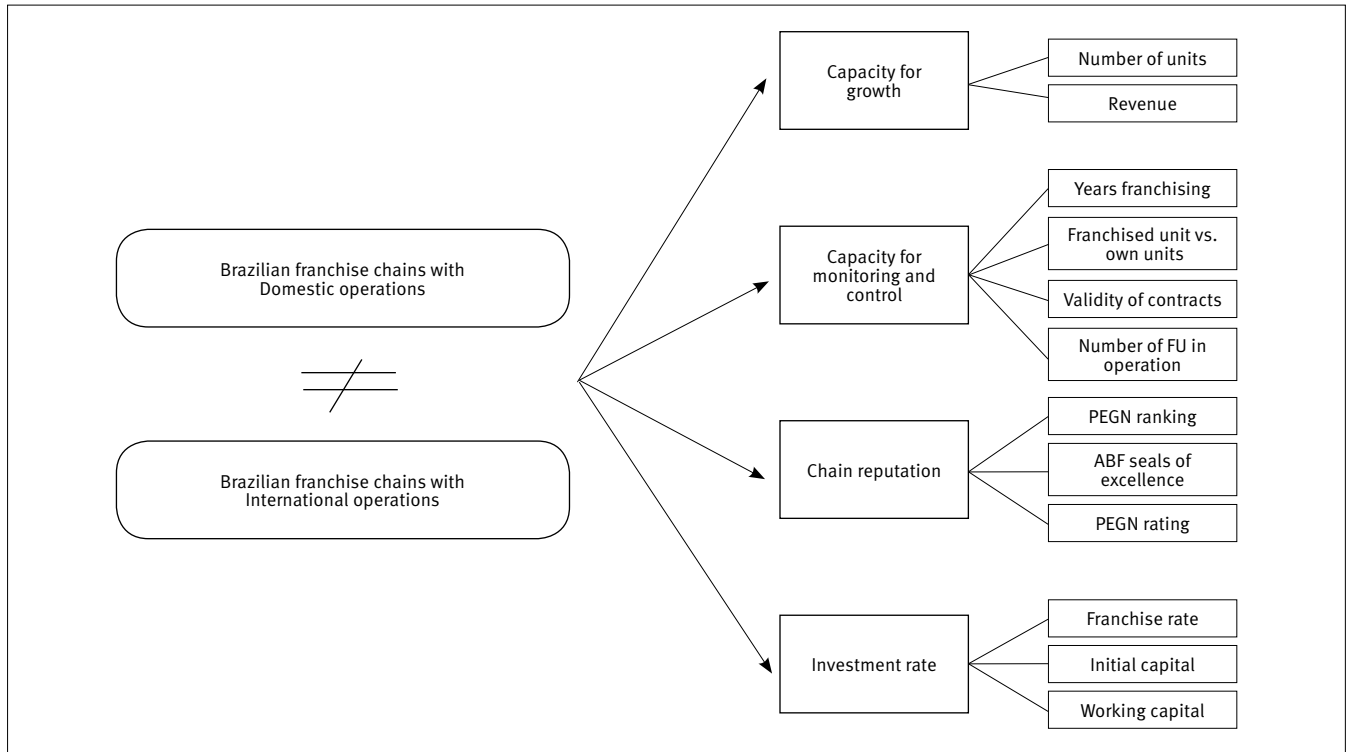 Brazilian franchise chains with
Domestic operations
Brazilian franchise chains with
International operations
Capacity for
growth
Number of units
Revenue
Capacity for
monitoring and
control
Years franchising
Franchised unit vs.
own units
Validity of contracts
Number of FU in
operation
Chain reputation
PEGN ranking
ABF seals of
excellence
PEGN rating
Investment rate
Franchise rate
Initial capital
Working capital